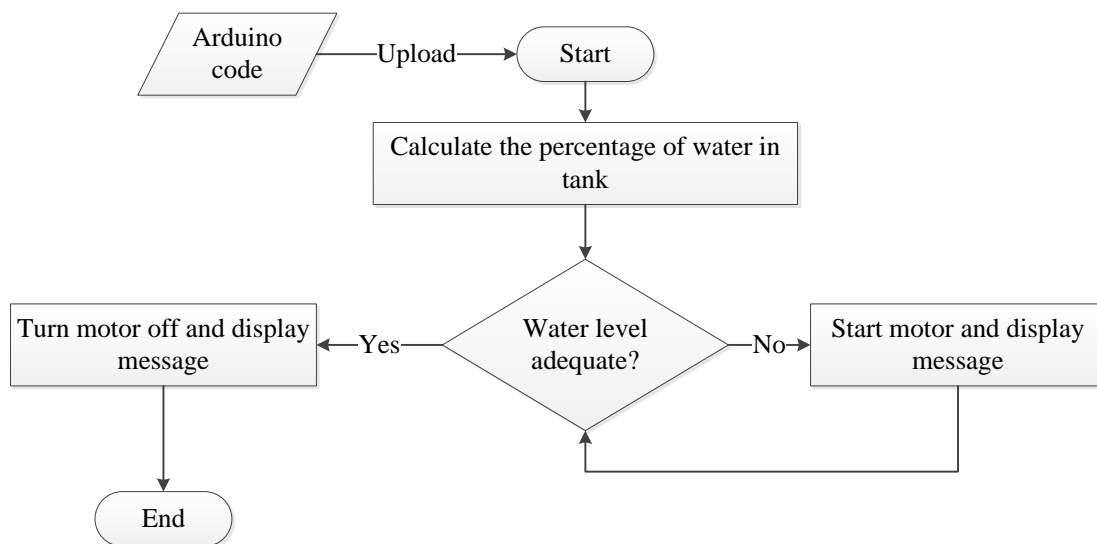 Arduino
code
Upload
Start
Calculate the percentage of water in
tank
Water level
adequate?
Yes
Turn motor off and display
message
No
Start motor and display
message
End